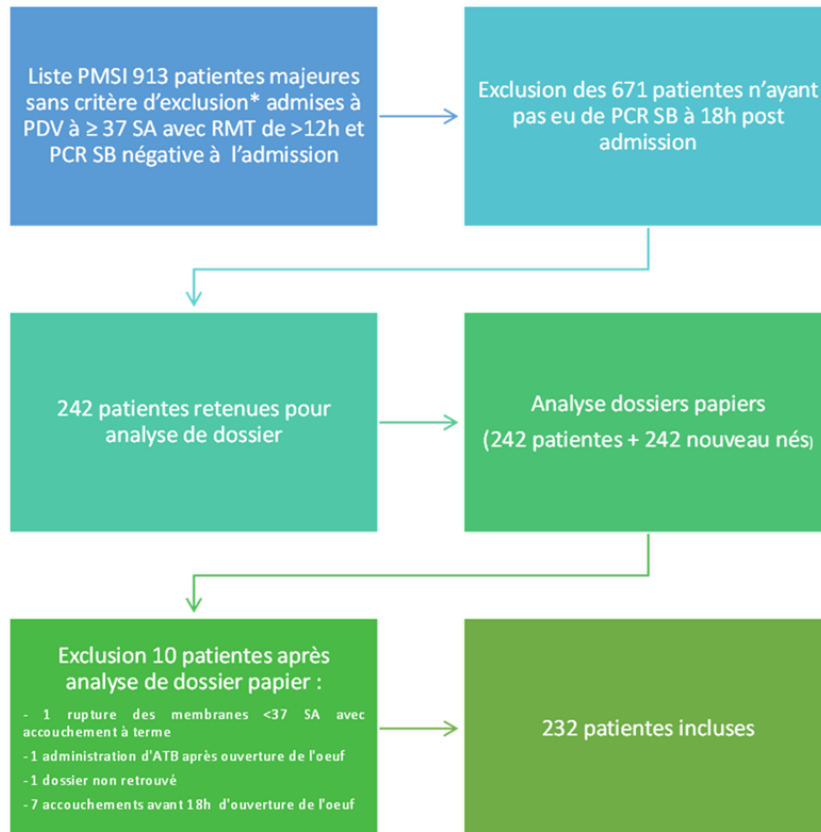 Liste PMSI 913 patientes majeures
sans critère d'exclusion* admises à
PDV à ≥ 37 SA avec RMT de >12h et
PCR SB négative à l'admission
Exclusion des 671 patientes n'ayant
pas eu de PCR SB à 18h post
admission
242 patientes retenues pour
analyse de dossier
Analyse dossiers papiers
(242 patientes + 242 nouveau nés)
Exclusion 10 patientes après
analyse de dossier papier :
- 1 rupture des membranes <37 SA avec
accouchement à terme
- 1 administration d'ATB après ouverture de l'oeuf
- 1 dossier non retrouvé
- 7 accouchements avant 18h d'ouverture de l'oeuf
232 patientes incluses